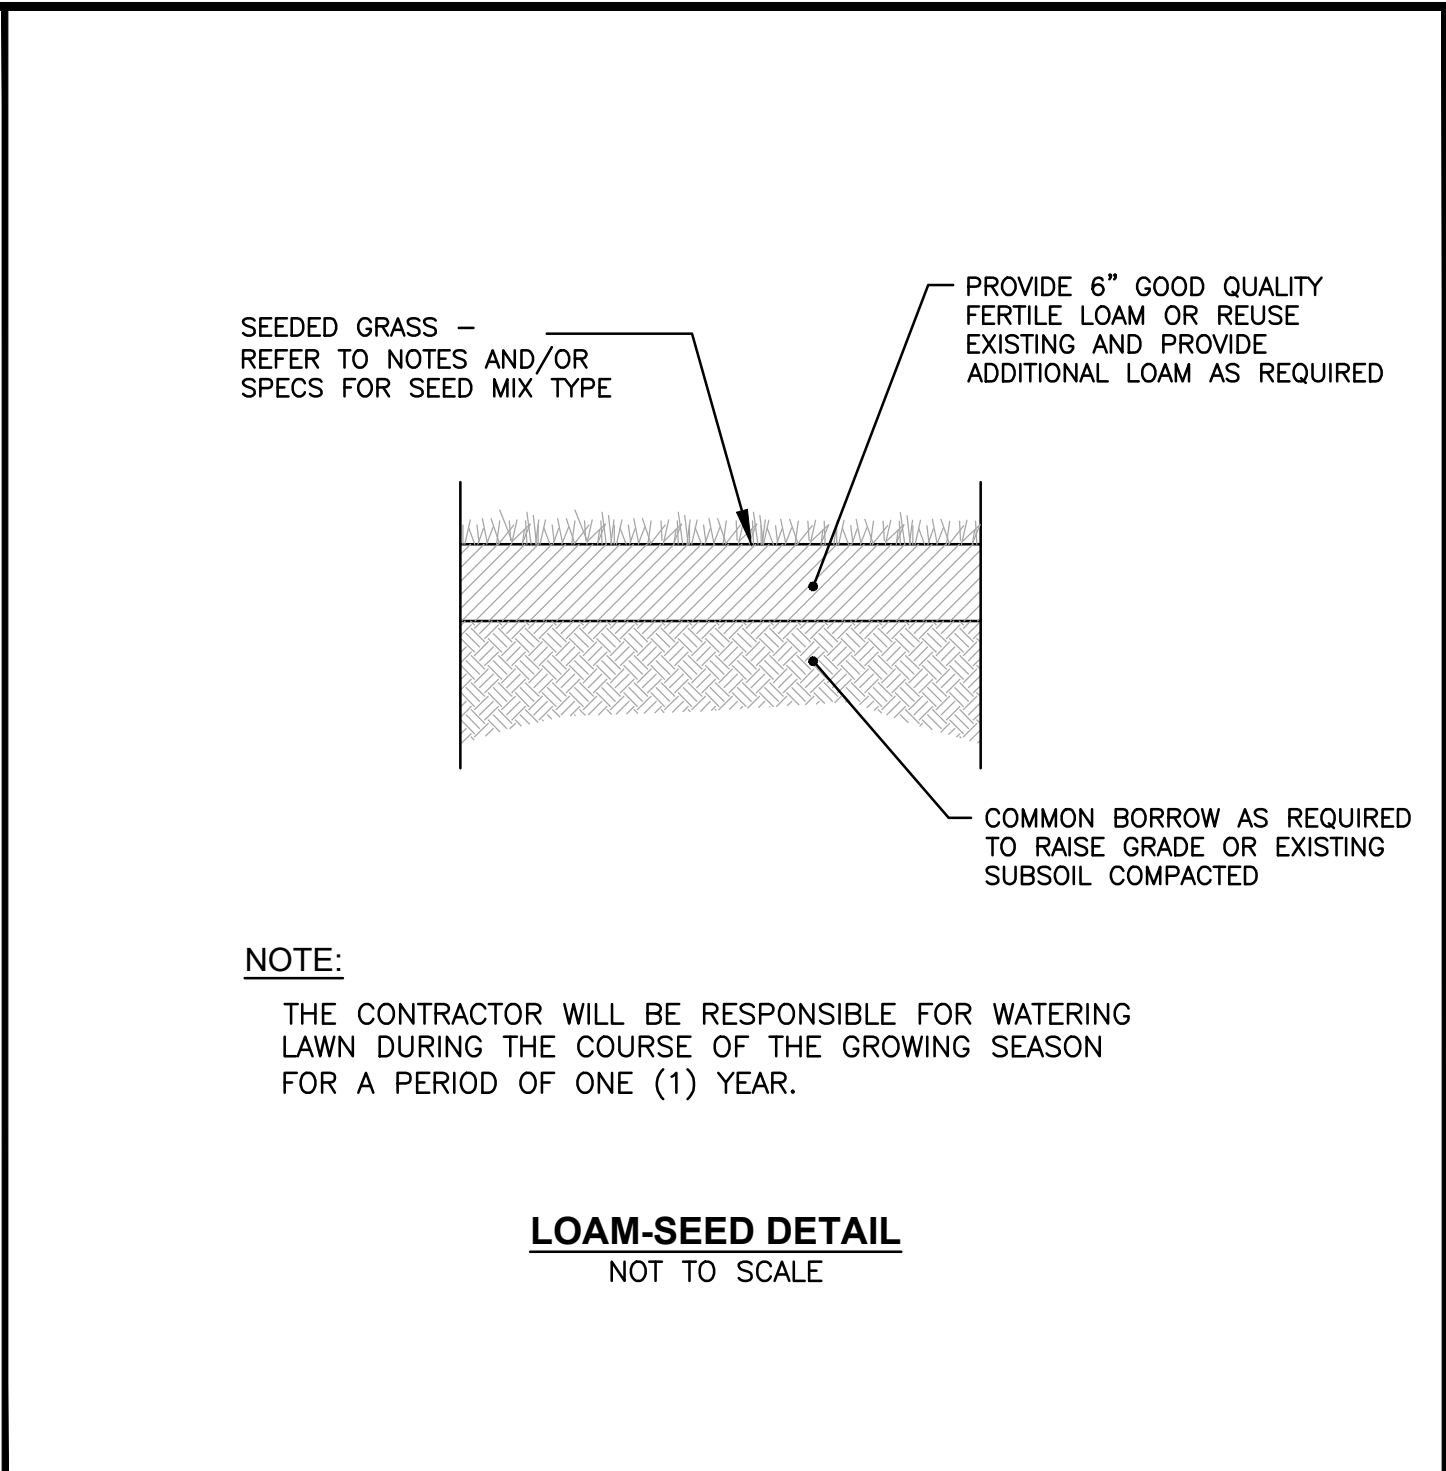 SEEDED GRASS –
REFER TO NOTES AND/OR
SPECS FOR SEED MIX TYPE
PROVIDE 6” GOOD QUALITY
FERTILE LOAM OR REUSE
EXISTING AND PROVIDE
ADDITIONAL LOAM AS REQUIRED
COMMON BORROW AS REQUIRED
TO RAISE GRADE OR EXISTING
SUBSOIL COMPACTED
NOTE:
THE CONTRACTOR WILL BE RESPONSIBLE FOR WATERING
LAWN DURING THE COURSE OF THE GROWING SEASON
FOR A PERIOD OF ONE (1) YEAR.
LOAM-SEED DETAIL
NOT TO SCALE